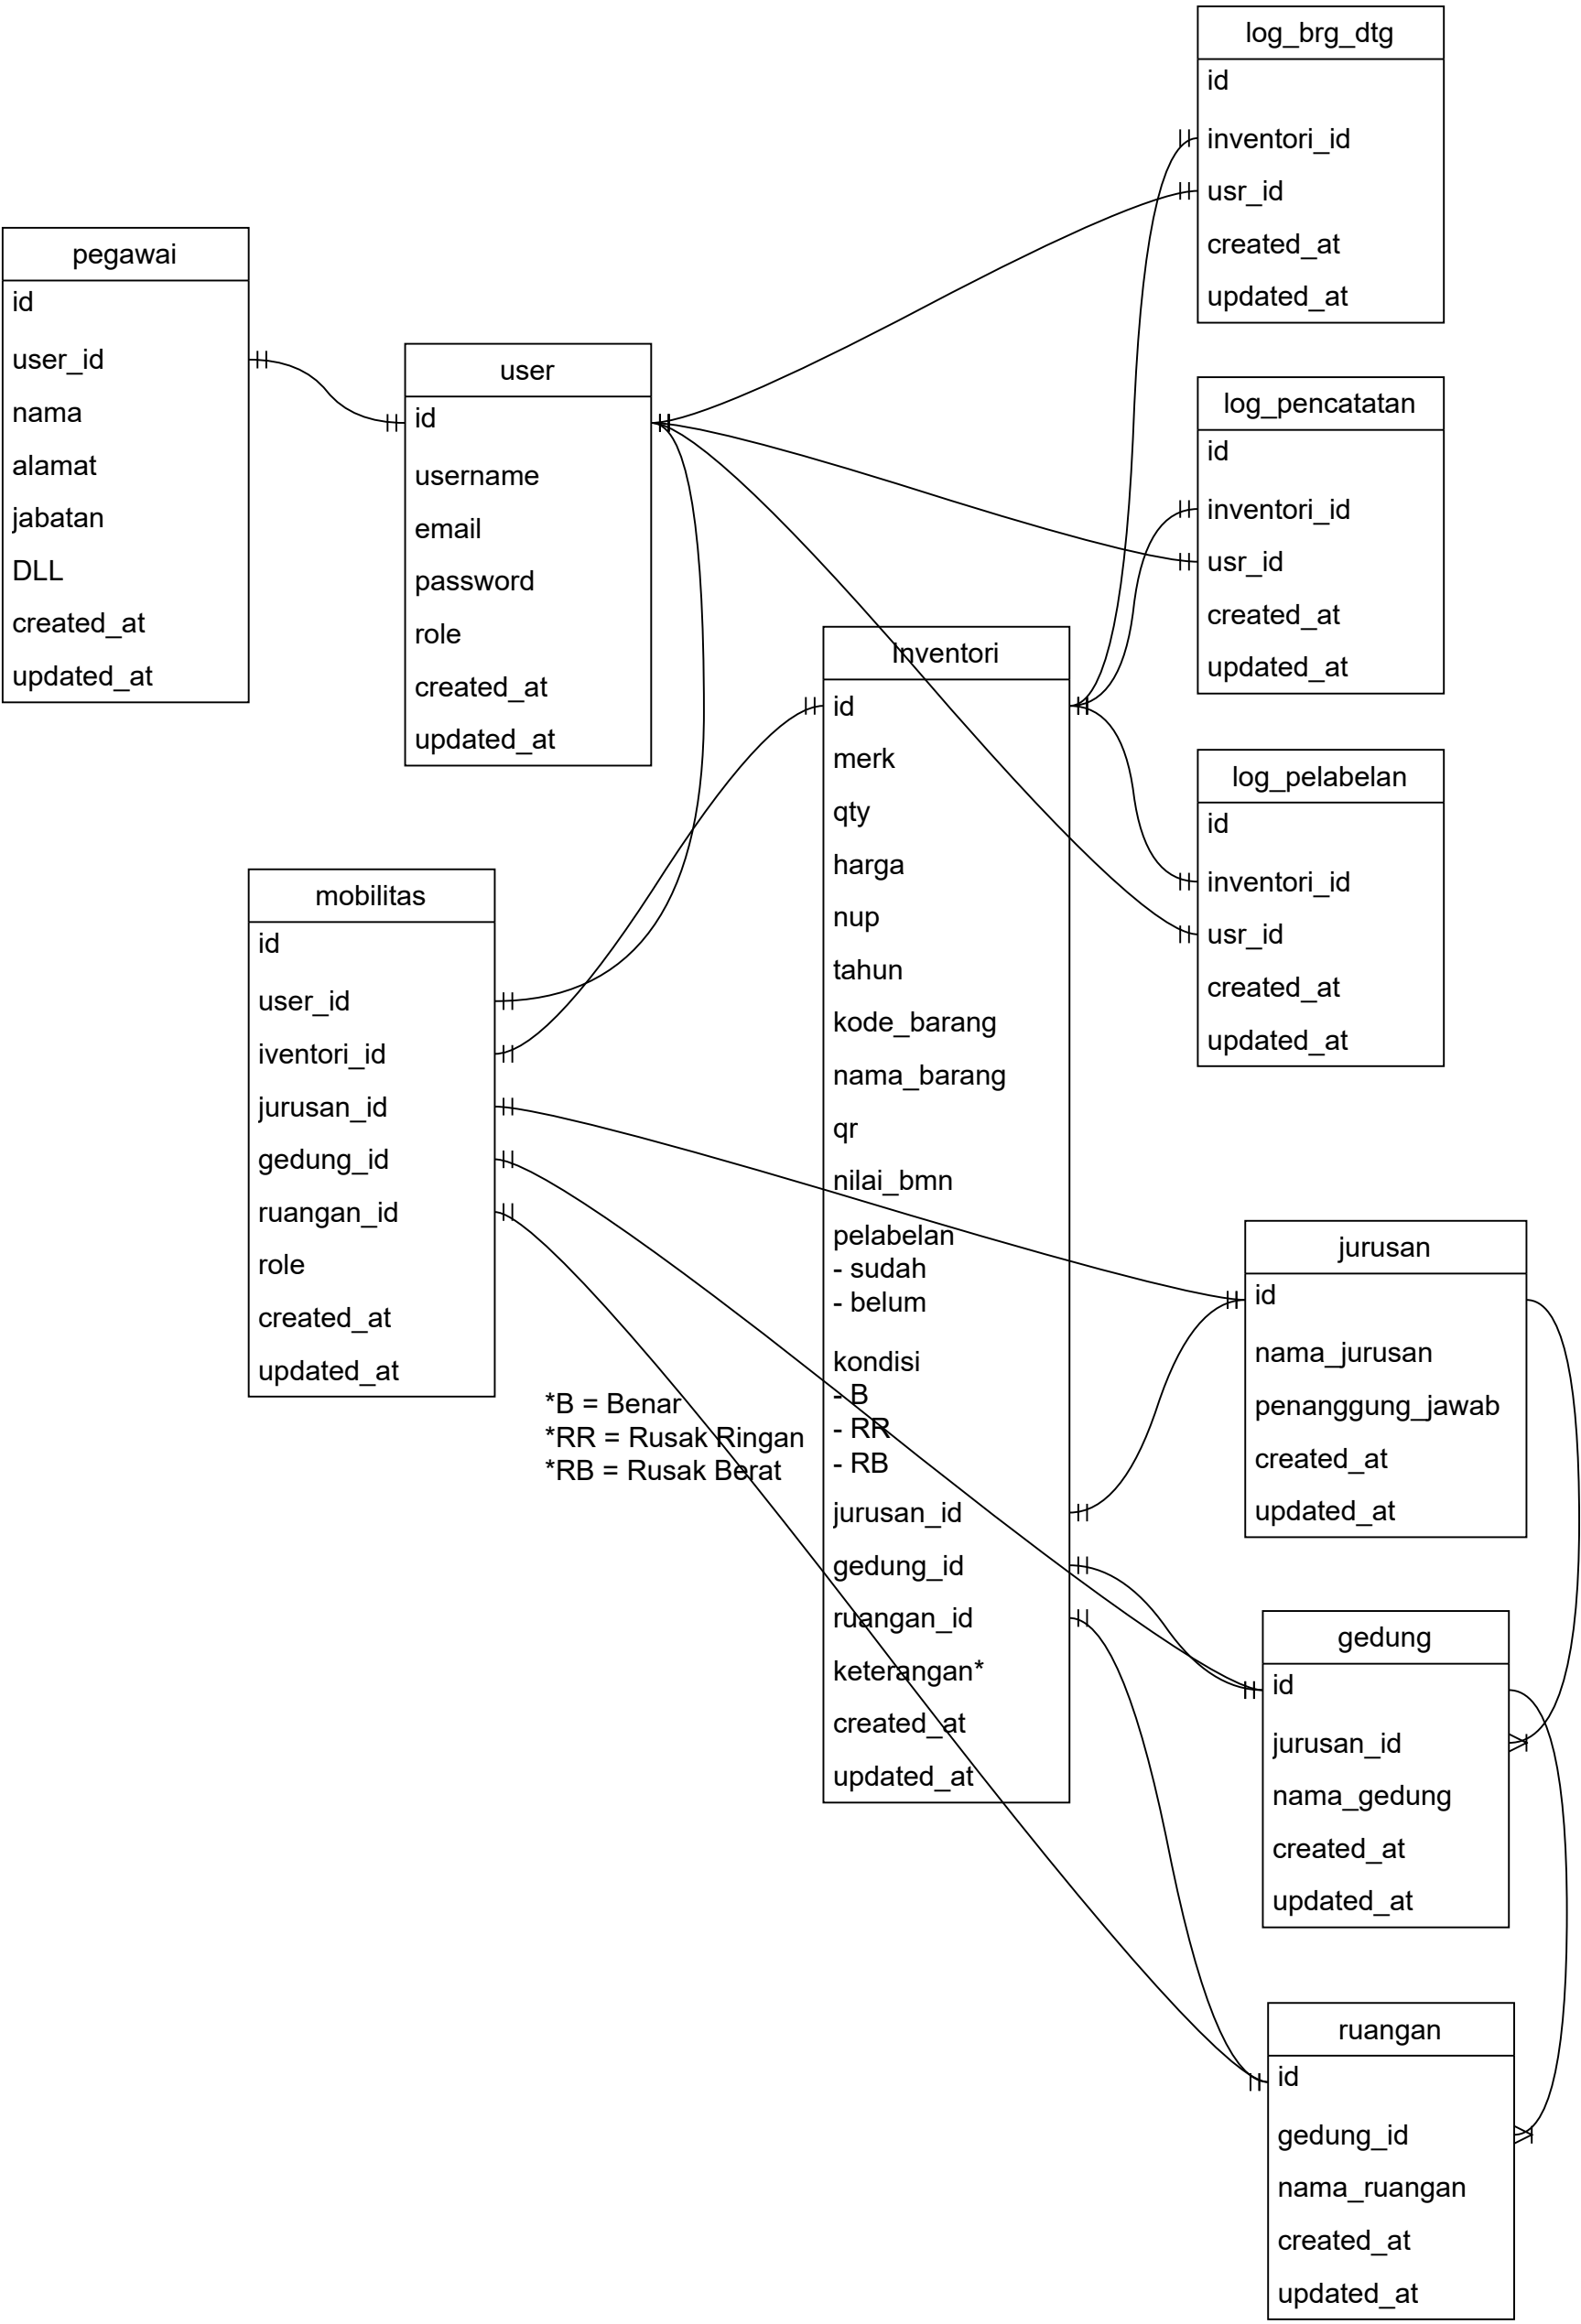 log_brg_dtg
id
inventori_id
usr_id
created_at
updated_at
pegawai
id
user_id
nama
alamat
jabatan
DLL
created_at
updated_at
user
id
username
email
password
role
created_at
updated_at
log_pencatatan
id
inventori_id
usr_id
created_at
updated_at
Inventori
id
merk
qty
harga
nup
tahun
kode_barang
nama_barang
qr
nilai_bmn
pelabelan
- sudah
- belum
kondisi
- B
- RR
- RB
jurusan_id
gedung_id
ruangan_id
keterangan*
created_at
updated_at
log_pelabelan
id
inventori_id
usr_id
created_at
updated_at
mobilitas
id
user_id
iventori_id
jurusan_id
gedung_id
ruangan_id
role
created_at
updated_at
*B = Benar
*RR = Rusak Ringan
*RB = Rusak Berat
jurusan
id
nama_jurusan
penanggung_jawab
created_at
updated_at
gedung
id
jurusan_id
nama_gedung
created_at
updated_at
ruangan
id
gedung_id
nama_ruangan
created_at
updated_at